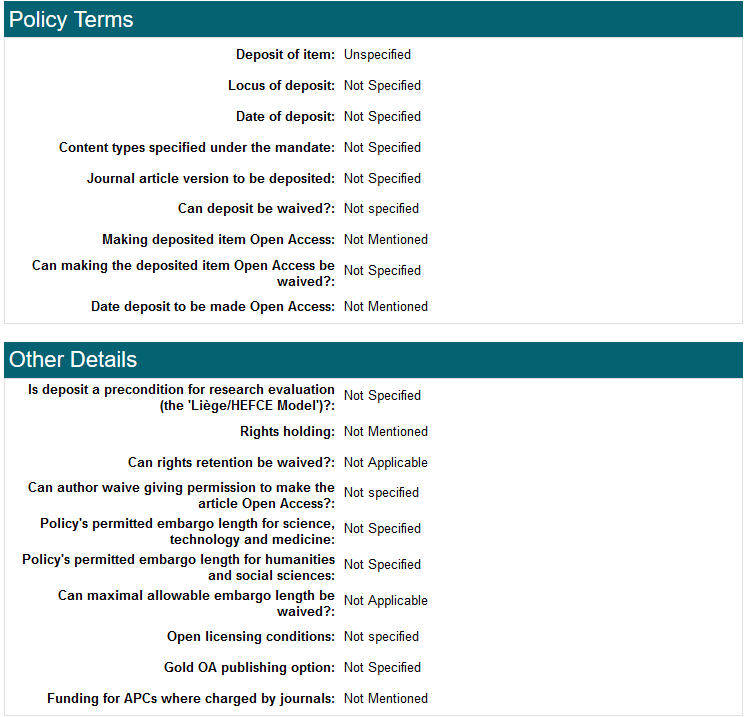 Policy Terms
Deposit of item: Unspecified
Locus of deposit: Not Specified
Date of deposit: Not Specified
Content types specified under the mandate: Not Specified
Journal article version to be deposited: Not Specified
Can deposit be waived?: Not specified
Making deposited item Open Access: Not Mentioned
Can making the deposited item Open Access be
waived?: Not Specified
Date deposit to be made Open Access: Not Mentioned
Other Details
Is deposit a precondition for research evaluation
(the 'Liège/HEFCE Model')?: Not Specified
Rights holding: Not Mentioned
Can rights retention be waived?: Not Applicable
Can author waive giving permission to make the
article Open Access?: Not specified
Policy's permitted embargo length for science,
technology and medicine: Not Specified
Policy's permitted embargo length for humanities
and social sciences: Not Specified
Can maximal allowable embargo length be
waived?: Not Applicable
Open licensing conditions: Not specified
Gold OA publishing option: Not Specified
Funding for APCs where charged by journals: Not Mentioned